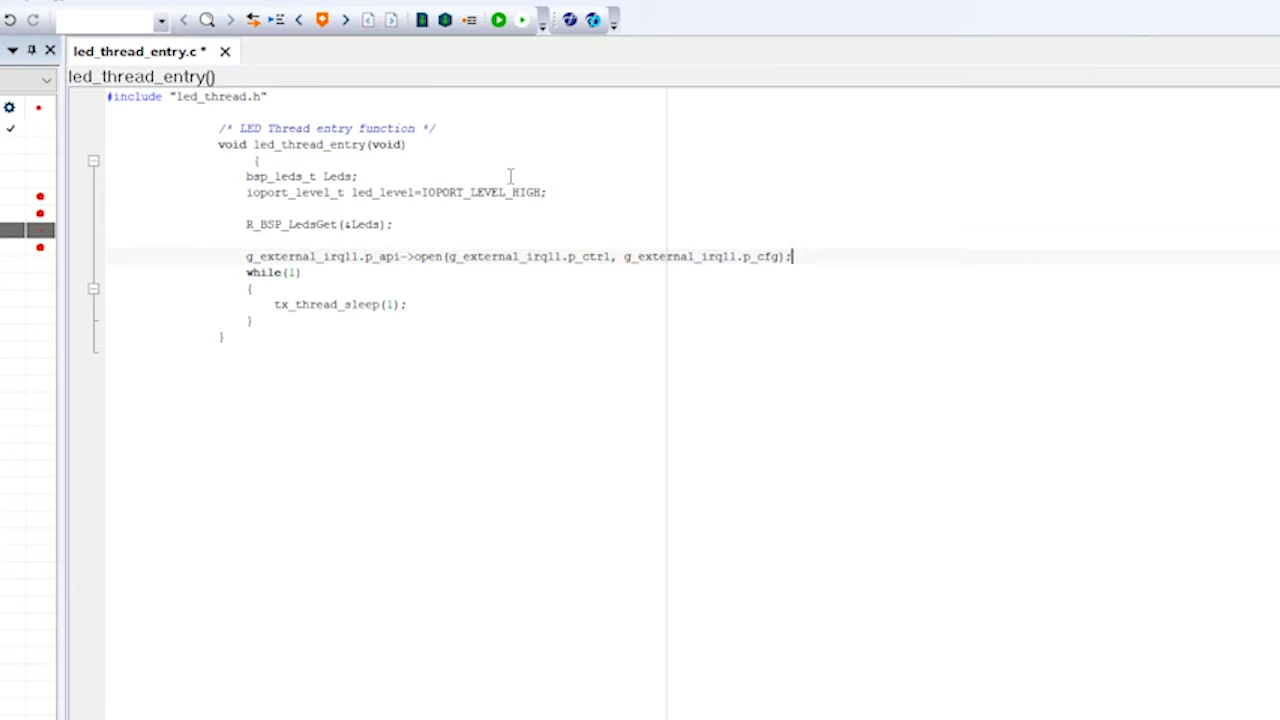 led_thread_entry.c *
led_thread_entry()
#include "led_thread.h"
/* LED Thread entry function */
void led_thread_entry(void)
{
bsp_leds_t Leds;
ioport_level_t led_level=IOPORT_LEVEL_HIGH;
R_BSP_LedsGet(&Leds);
g_external_irq11.p_api->open(g_external_irq11.p_ctrl, g_external_irq11.p_cfg);
while(1)
{
tx_thread_sleep(1);
}
}